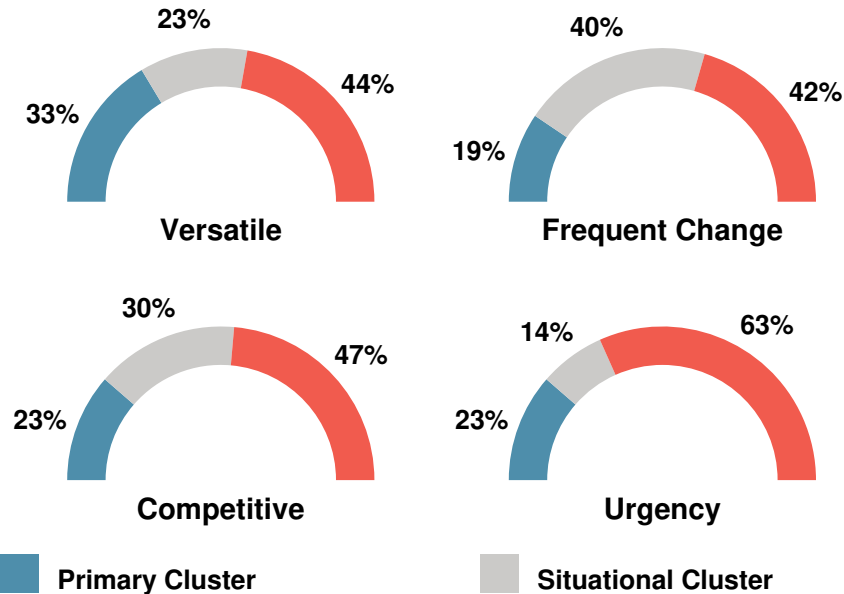 23%
33%
44%
Versatile
40%
19%
42%
Frequent Change
30%
23%
47%
Competitive
14%
23%
63%
Urgency
Primary Cluster
Situational Cluster